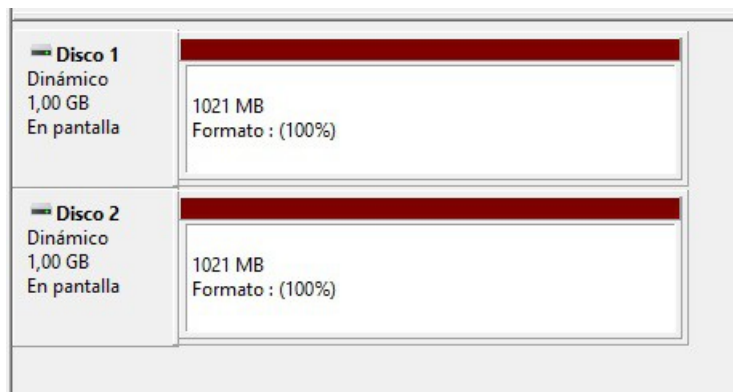 Disco 1
Dinámico
1,00 GB
En pantalla
1021 MB
Formato : (100%)
Disco 2
Dinámico
1,00 GB
En pantalla
1021 MB
Formato : (100%)